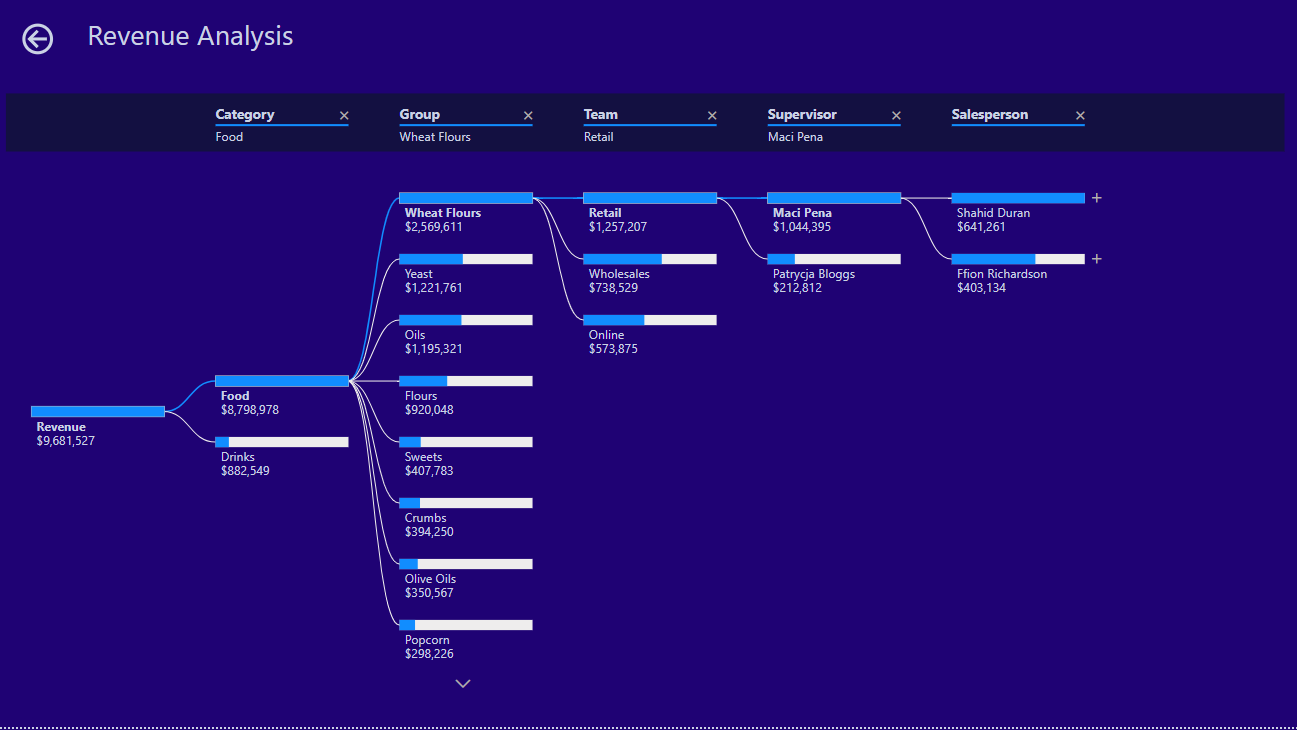 Revenue Analysis
Category
Food
Group
Wheat Flours
Team
Retail
Supervisor
Maci Pena
Salesperson
Revenue
$9,681,527
Food
$8,798,978
Drinks
$882,549
Wheat Flours
$2,569,611
Yeast
$1,221,761
Oils
$1,195,321
Flours
$920,048
Sweets
$407,783
Crumbs
$394,250
Olive Oils
$350,567
Popcorn
$298,226
Retail
$1,257,207
Wholesales
$738,529
Online
$573,875
Maci Pena
$1,044,395
Patrycja Bloggs
$212,812
Shahid Duran
$641,261
Ffion Richardson
$403,134